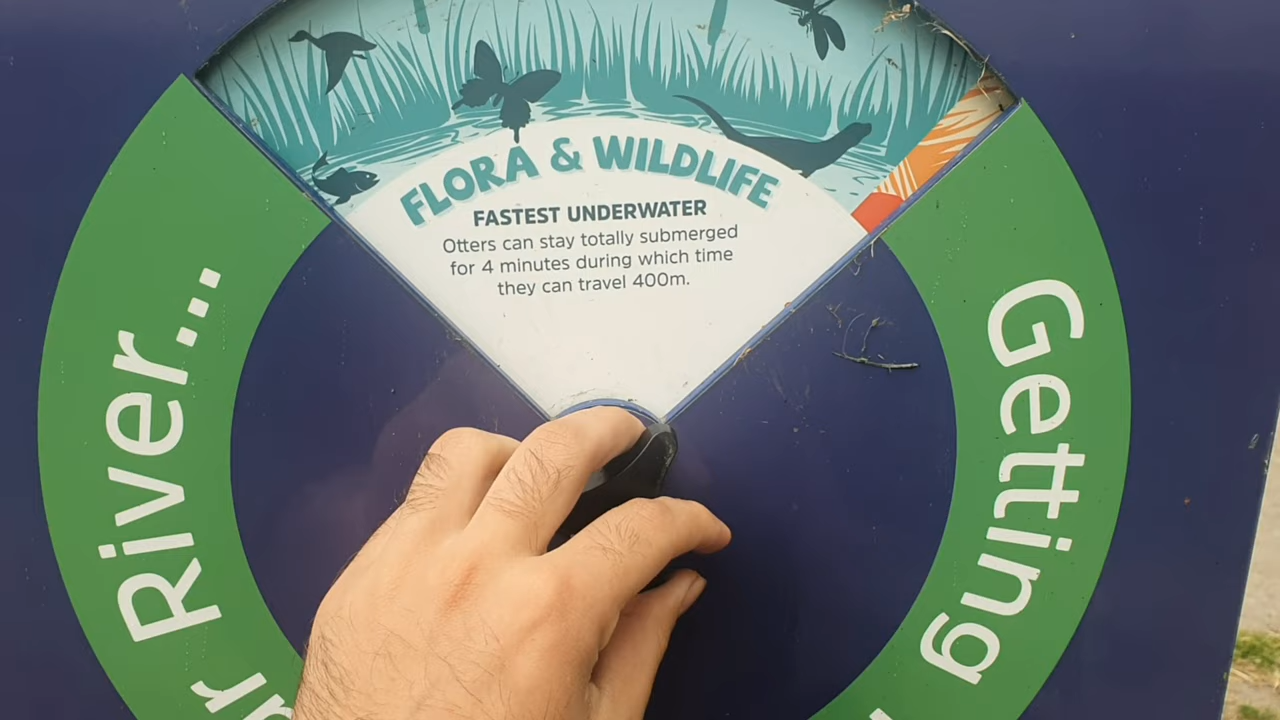 FLORA & WILDLIFE
FASTEST UNDERWATER
Otters can stay totally submerged
for 4 minutes during which time
they can travel 400m.
Getting
River...